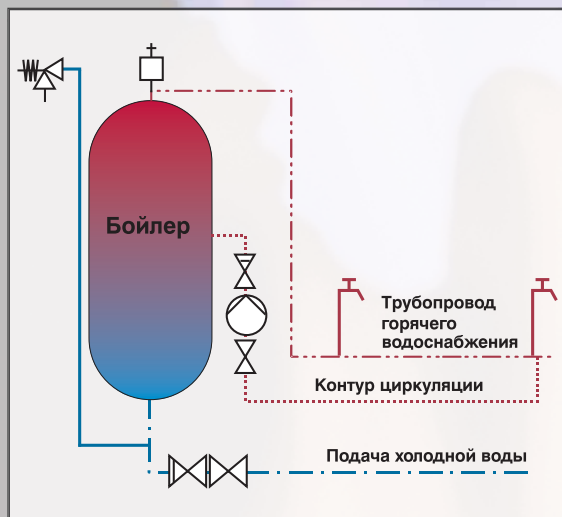 Бойлер
Трубопровод
горячего
водоснабжения
Контур циркуляции
Подача холодной воды